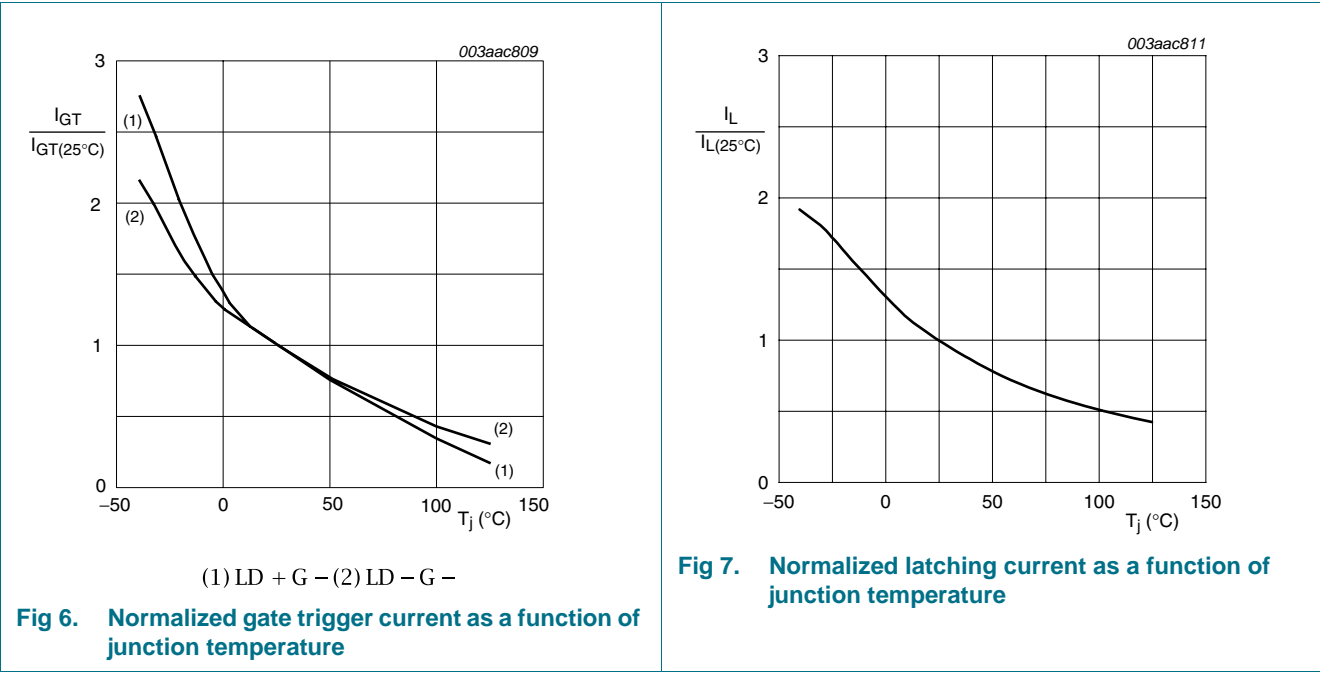 003aac809
3
I_GT
I_GT(25°C)
(1)
2
(2)
1
(2)
(1)
0
−50 0 50 100 150
T_j (°C)
(1) LD + G − (2) LD − G −
Fig 6. Normalized gate trigger current as a function of
junction temperature
003aac811
3
I_L
I_L(25°C)
2
1
0
−50 0 50 100 150
T_j (°C)
Fig 7. Normalized latching current as a function of
junction temperature